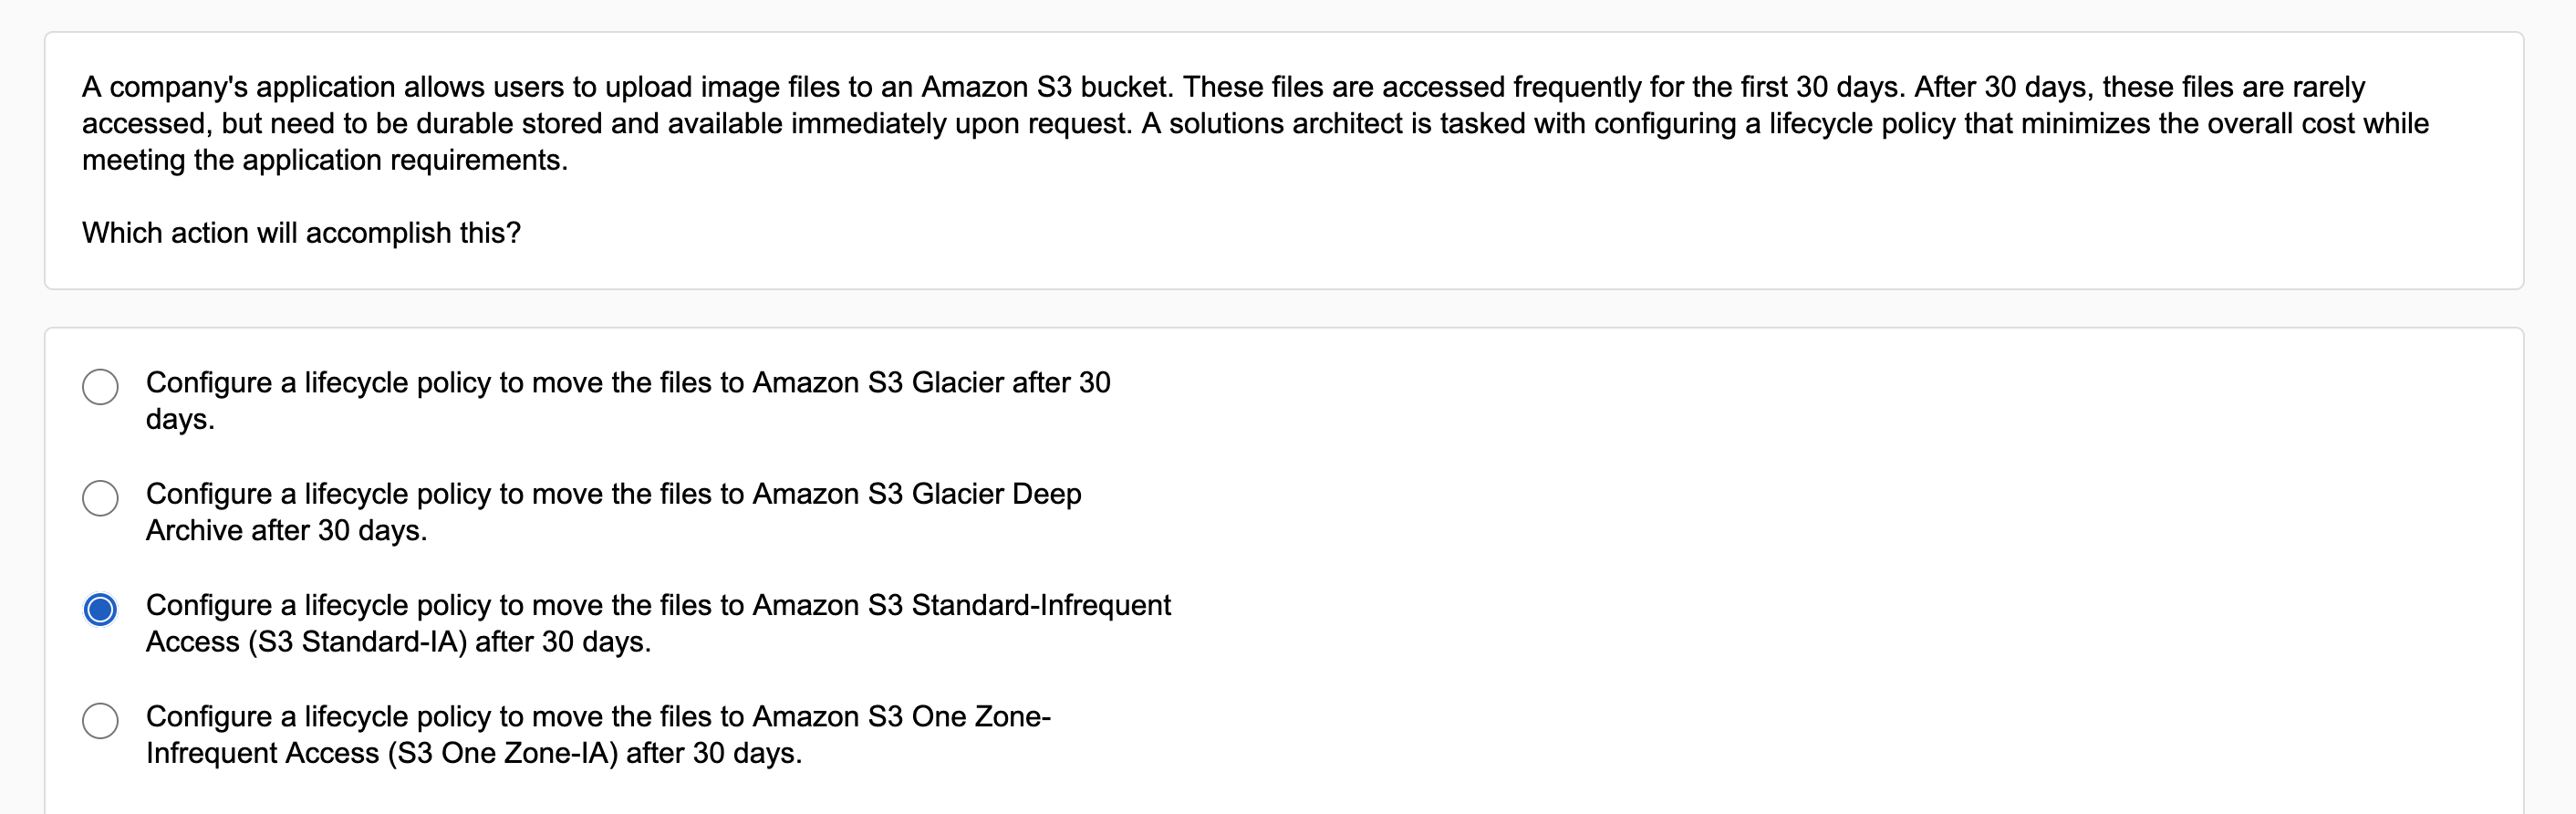 A company's application allows users to upload image files to an Amazon S3 bucket. These files are accessed frequently for the first 30 days. After 30 days, these files are rarely
accessed, but need to be durable stored and available immediately upon request. A solutions architect is tasked with configuring a lifecycle policy that minimizes the overall cost while
meeting the application requirements.
Which action will accomplish this?
Configure a lifecycle policy to move the files to Amazon S3 Glacier after 30
days.
Configure a lifecycle policy to move the files to Amazon S3 Glacier Deep
Archive after 30 days.
Configure a lifecycle policy to move the files to Amazon S3 Standard-Infrequent
Access (S3 Standard-IA) after 30 days.
Configure a lifecycle policy to move the files to Amazon S3 One Zone-
Infrequent Access (S3 One Zone-IA) after 30 days.